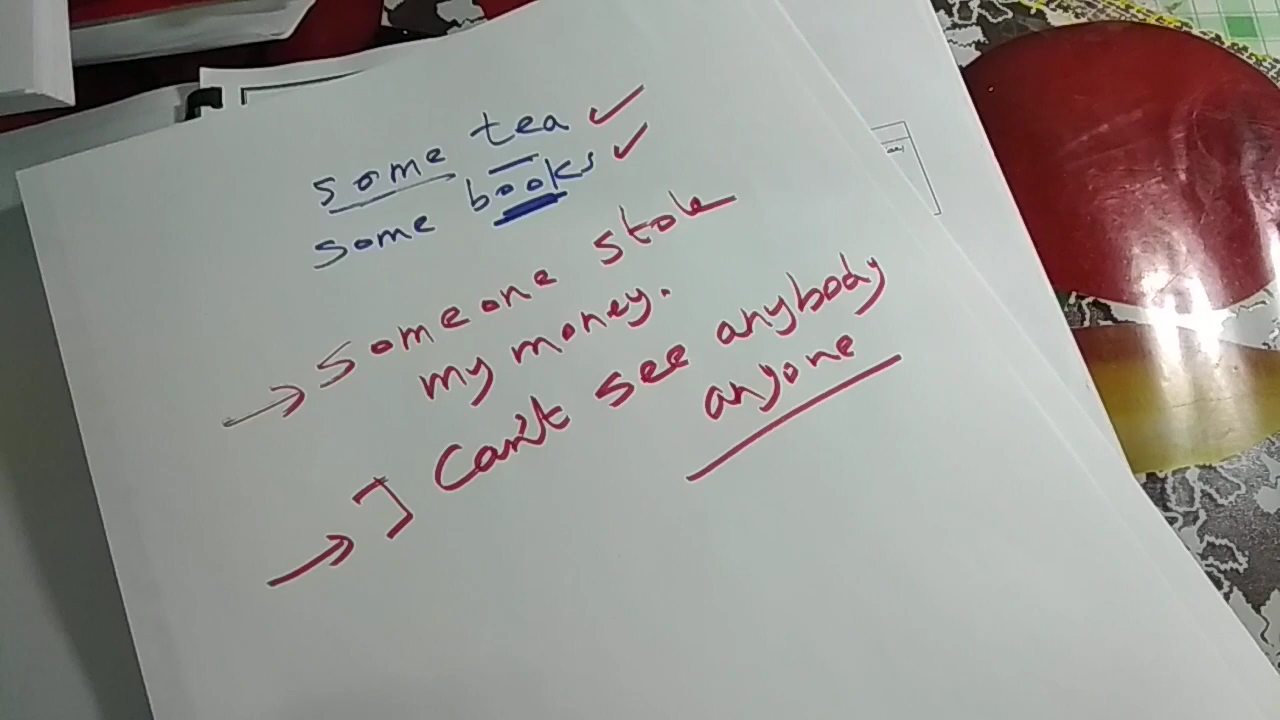 some tea ✓
some books ✓
→ someone stole
my money.
→ I can't see anybody
anyone